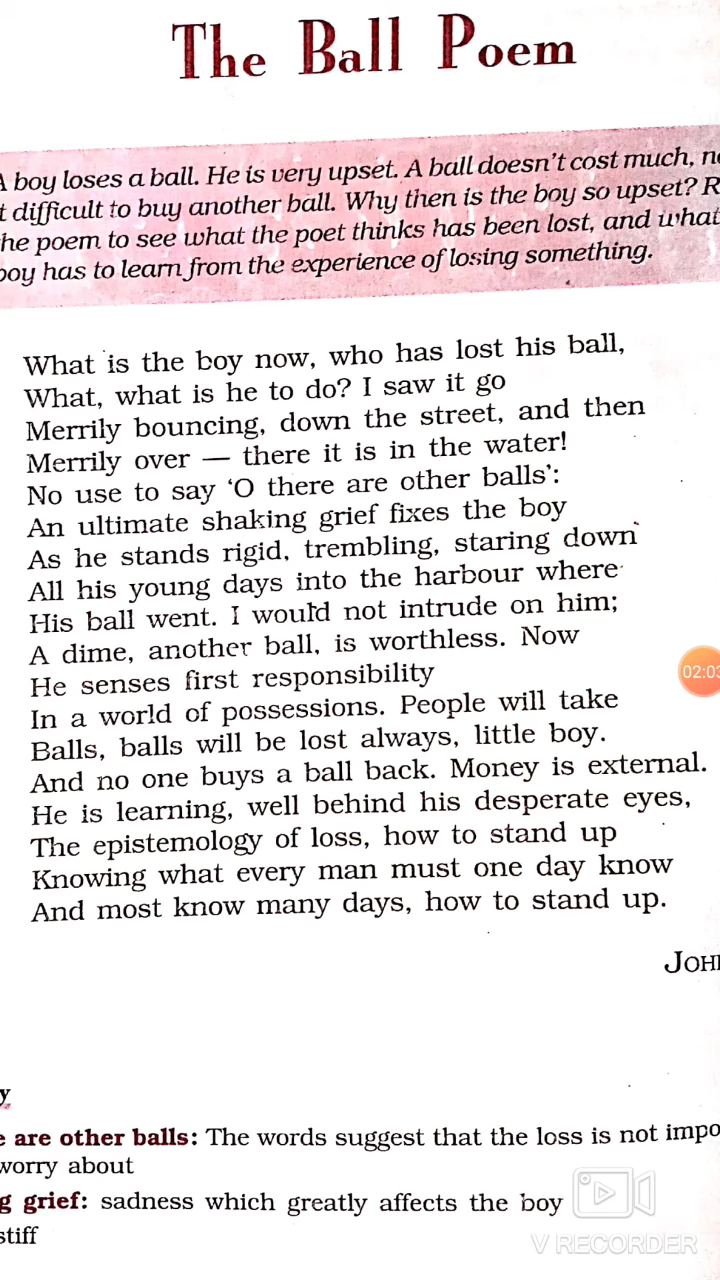 The Ball Poem
A boy loses a ball. He is very upset. A ball doesn't cost much, n
t difficult to buy another ball. Why then is the boy so upset? R
he poem to see what the poet thinks has been lost, and what
boy has to learn from the experience of losing something.
What is the boy now, who has lost his ball,
What, what is he to do? I saw it go
Merrily bouncing, down the street, and then
Merrily over — there it is in the water!
No use to say 'O there are other balls':
An ultimate shaking grief fixes the boy
As he stands rigid, trembling, staring down
All his young days into the harbour where
His ball went. I would not intrude on him;
A dime, another ball, is worthless. Now
He senses first responsibility
In a world of possessions. People will take
Balls, balls will be lost always, little boy.
And no one buys a ball back. Money is external.
He is learning, well behind his desperate eyes,
The epistemology of loss, how to stand up
Knowing what every man must one day know
And most know many days, how to stand up.
JOH
02:03
y
e are other balls: The words suggest that the loss is not impo
worry about
g grief: sadness which greatly affects the boy
stiff
V RECORDER